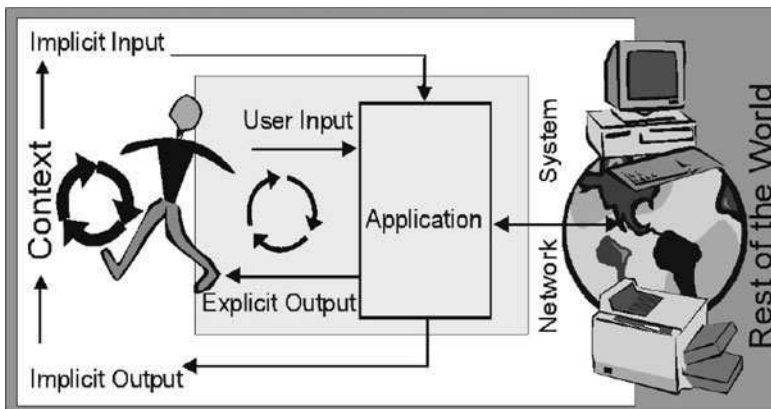 Implicit Input
User Input
Context
Application
System
Network
Rest of the World
Explicit Output
Implicit Output